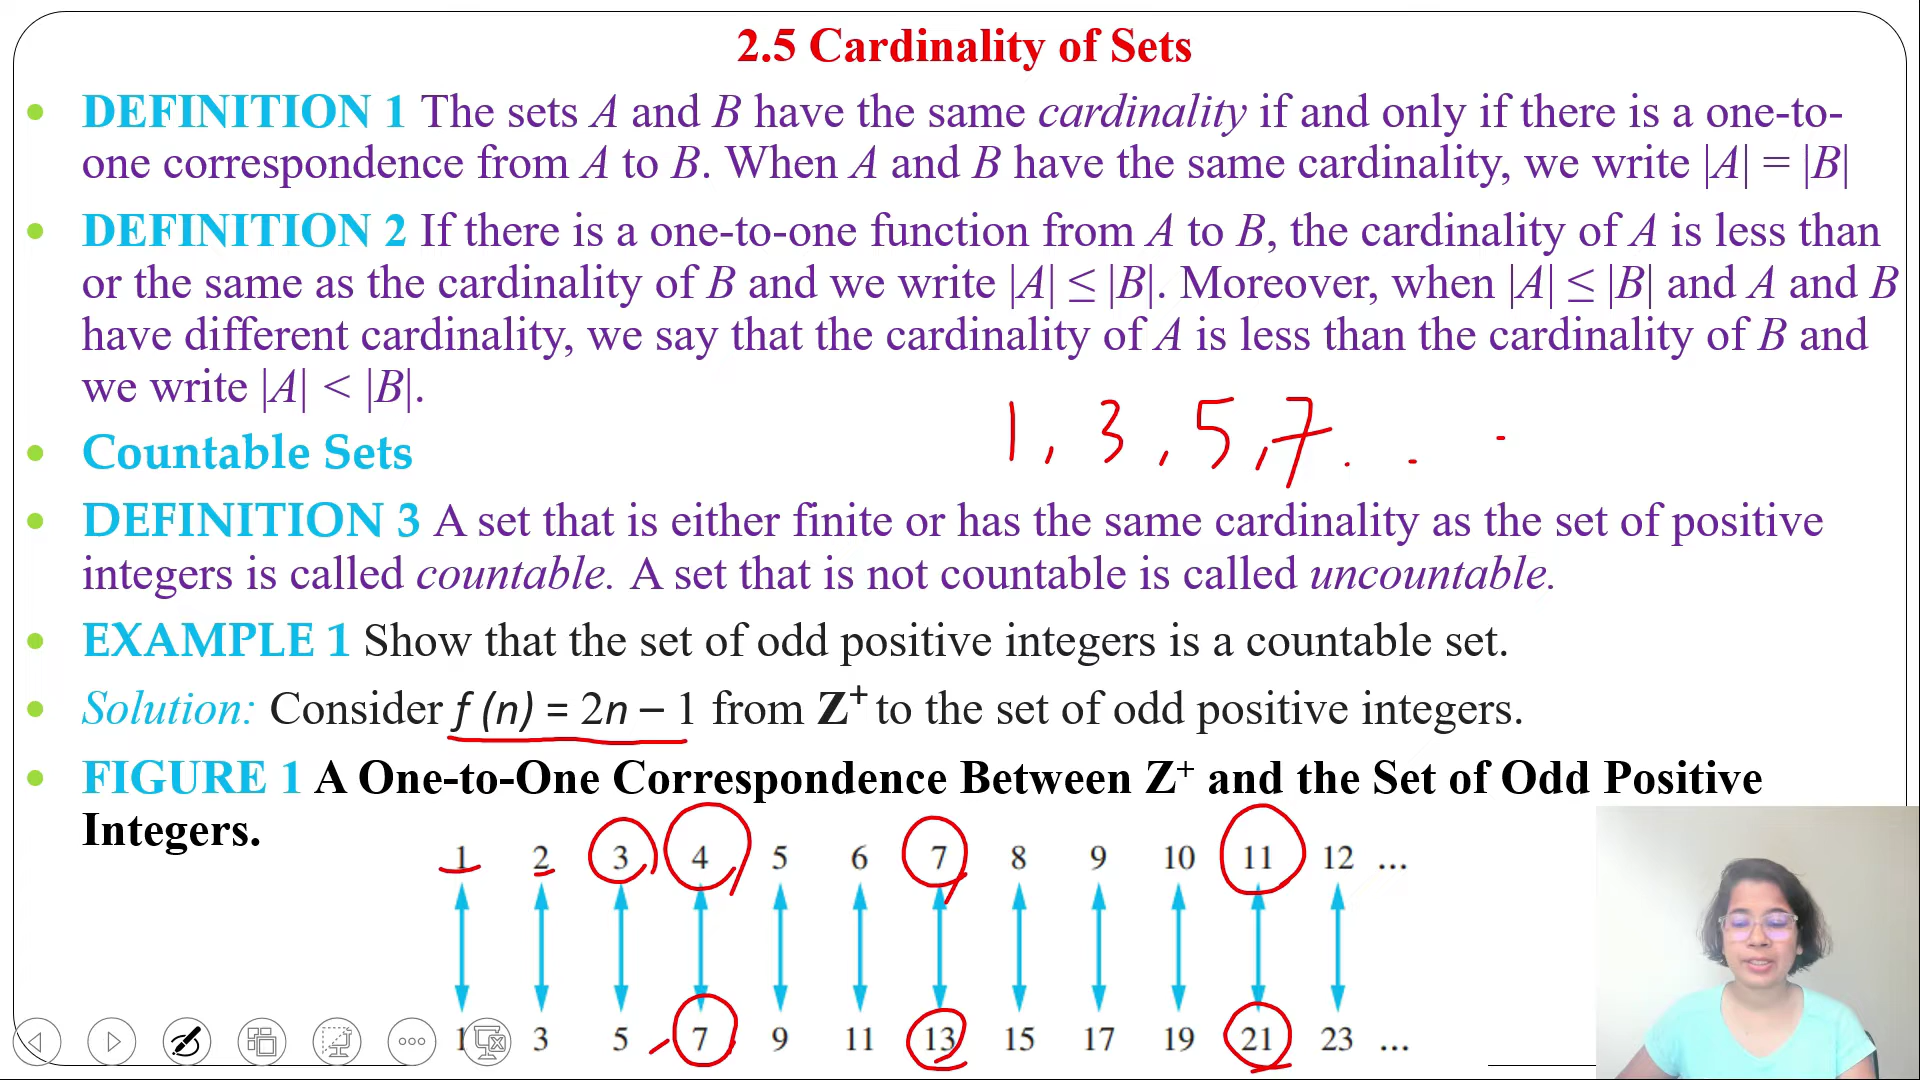 2.5 Cardinality of Sets
• DEFINITION 1 The sets A and B have the same cardinality if and only if there is a one-to-
one correspondence from A to B. When A and B have the same cardinality, we write |A| = |B|
• DEFINITION 2 If there is a one-to-one function from A to B, the cardinality of A is less than
or the same as the cardinality of B and we write |A| ≤ |B|. Moreover, when |A| ≤ |B| and A and B
have different cardinality, we say that the cardinality of A is less than the cardinality of B and
we write |A| < |B|.
1, 3, 5, 7 . . .
• Countable Sets
• DEFINITION 3 A set that is either finite or has the same cardinality as the set of positive
integers is called countable. A set that is not countable is called uncountable.
• EXAMPLE 1 Show that the set of odd positive integers is a countable set.
• Solution: Consider f (n) = 2n − 1 from Z⁺ to the set of odd positive integers.
• FIGURE 1 A One-to-One Correspondence Between Z⁺ and the Set of Odd Positive
Integers.
1 2 3 4 5 6 7 8 9 10 11 12 ...
1 3 5 7 9 11 13 15 17 19 21 23 ...